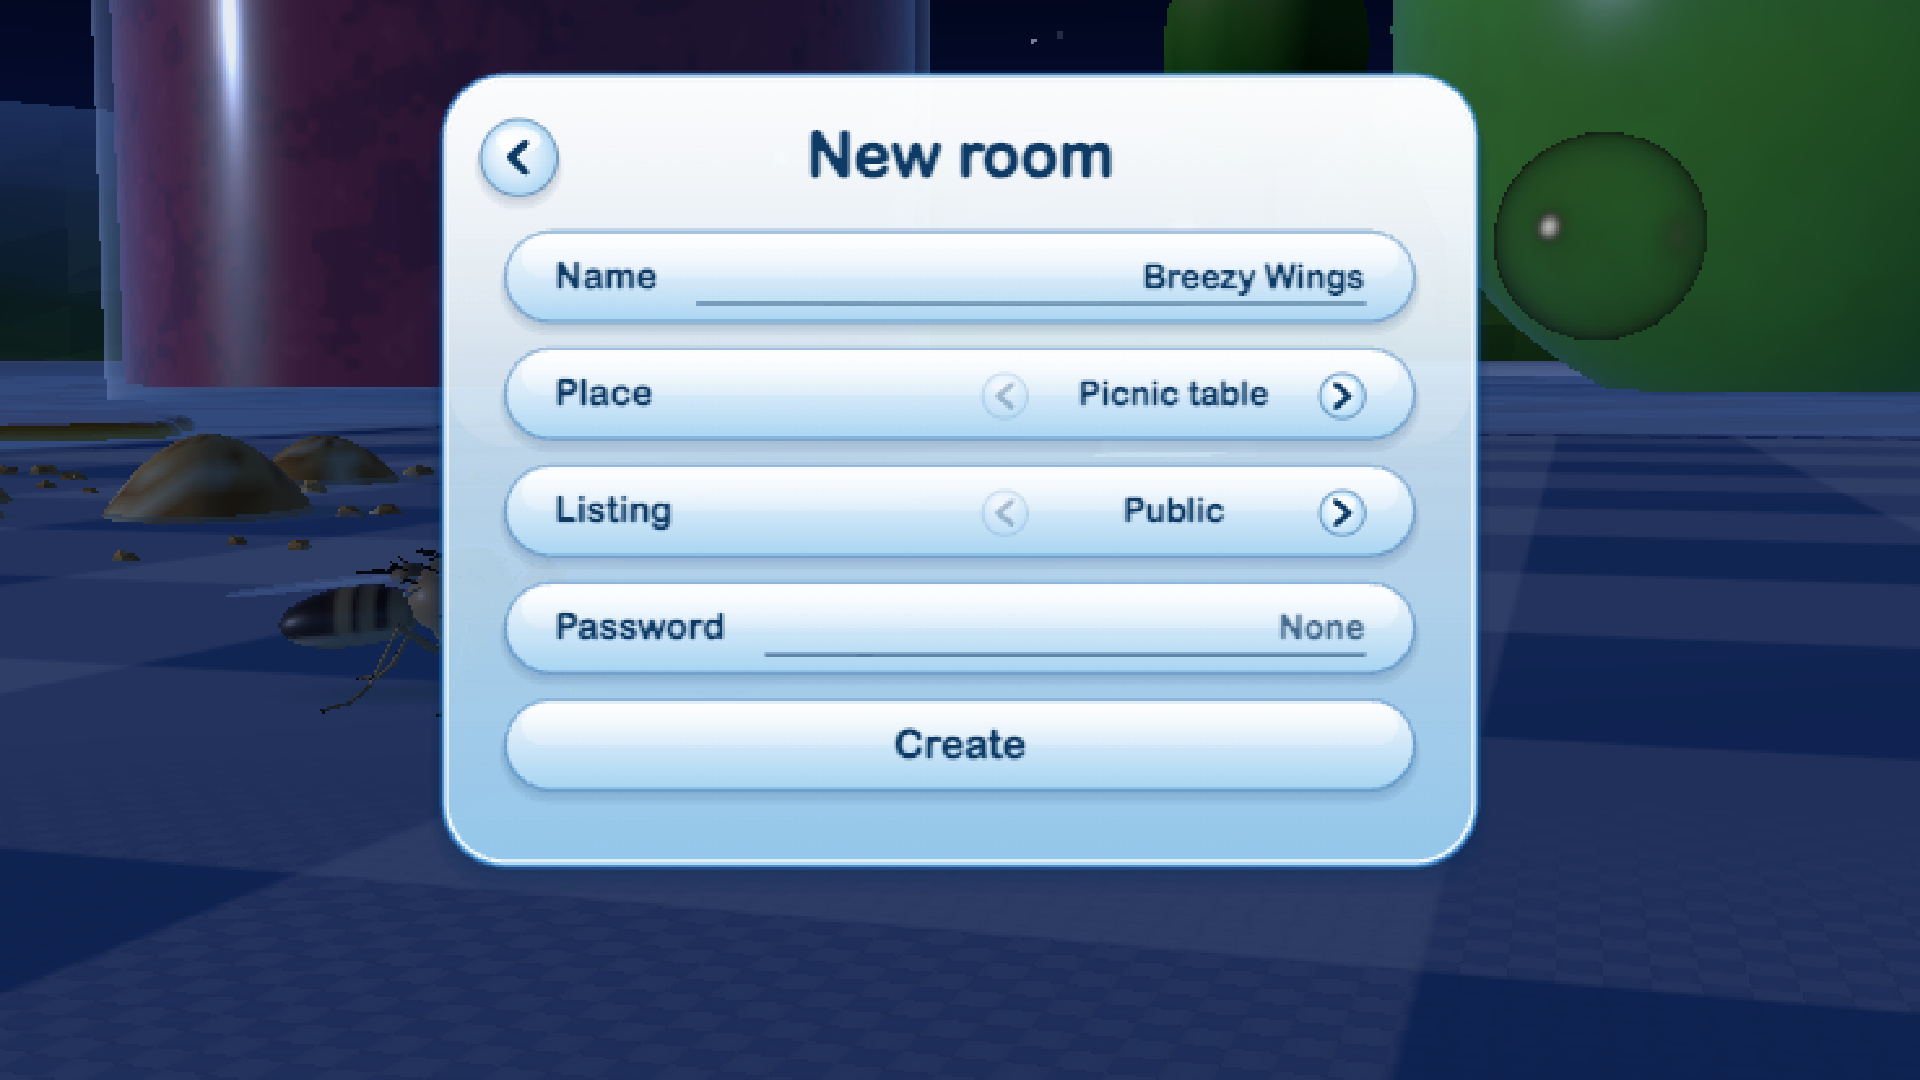 New room
Name Breezy Wings
Place Picnic table
Listing Public
Password None
Create